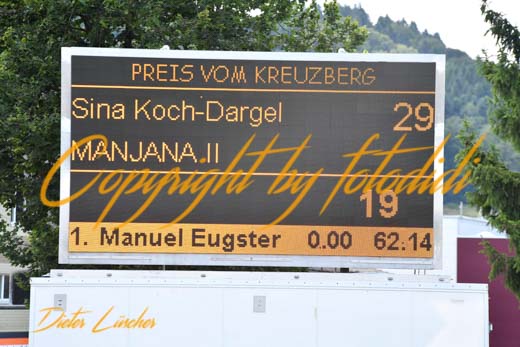 PREIS VOM KREUZBERG
Sina Koch-Dargel 29
MANJANA.II
Copyright by fotodidi
19
1. Manuel Eugster 0.00 62:14
Dieter Lüscher